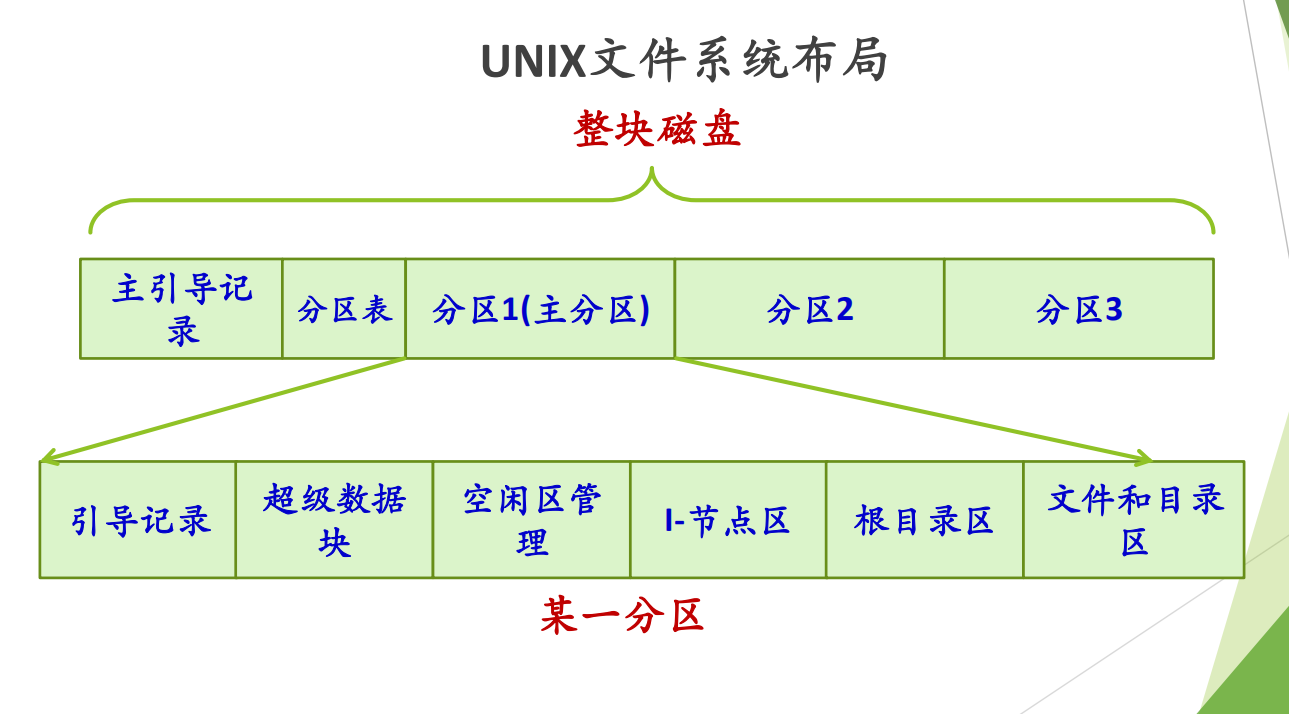 UNIX文件系统布局
整块磁盘
主引导记
录
分区表
分区1(主分区)
分区2
分区3
引导记录
超级数据
块
空闲区管
理
I-节点区
根目录区
文件和目录
区
某一分区